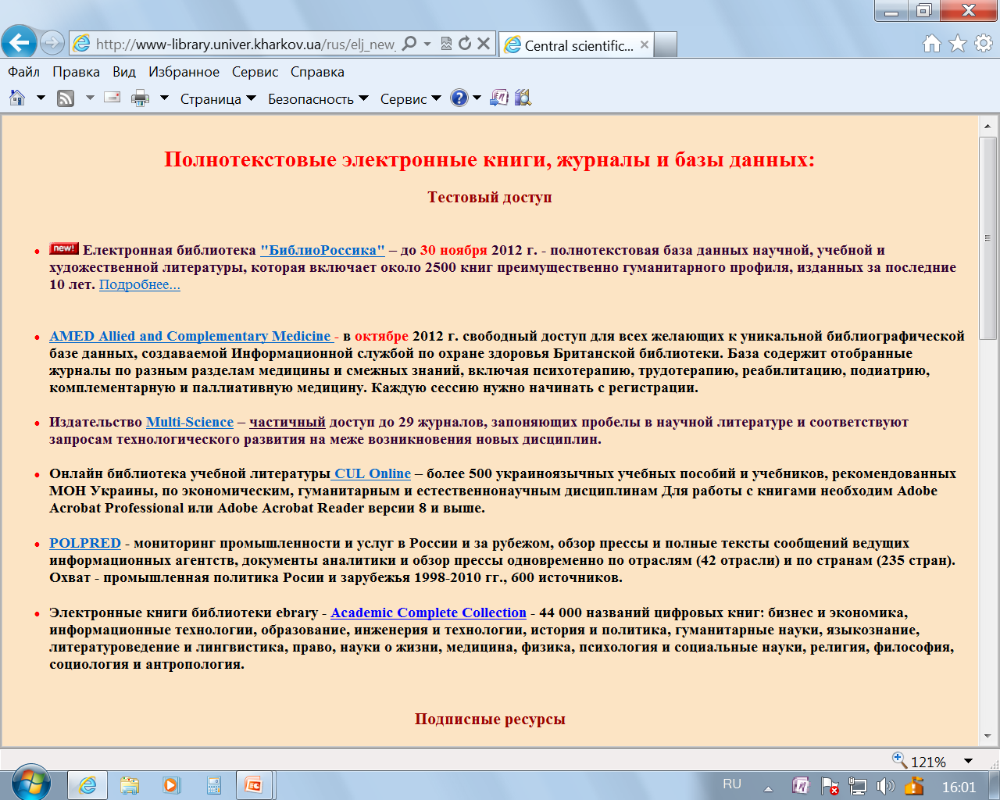 http://www-library.univer.kharkov.ua/rus/elj_new_
Central scientific...
Файл Правка Вид Избранное Сервис Справка
Страница Безопасность Сервис
Полнотекстовые электронные книги, журналы и базы данных:
Тестовый доступ
new! Електронная библиотека "БиблиоРоссика" – до 30 ноября 2012 г. - полнотекстовая база данных научной, учебной и
художественной литературы, которая включает около 2500 книг преимущественно гуманитарного профиля, изданных за последние
10 лет. Подробнее...
AMED Allied and Complementary Medicine - в октябре 2012 г. свободный доступ для всех желающих к уникальной библиографической
базе данных, создаваемой Информационной службой по охране здоровья Британской библиотеки. База содержит отобранные
журналы по разным разделам медицины и смежных знаний, включая психотерапию, трудотерапию, реабилитацию, подиатрию,
комплементарную и паллиативную медицину. Каждую сессию нужно начинать с регистрации.
Издательство Multi-Science – частичный доступ до 29 журналов, запоняющих пробелы в научной литературе и соответствуют
запросам технологического развития на меже возникновения новых дисциплин.
Онлайн библиотека учебной литературы CUL Online – более 500 украиноязычных учебных пособий и учебников, рекомендованных
МОН Украины, по экономическим, гуманитарным и естественнонаучным дисциплинам Для работы с книгами необходим Adobe
Acrobat Professional или Adobe Acrobat Reader версии 8 и выше.
POLPRED - мониторинг промышленности и услуг в России и за рубежом, обзор прессы и полные тексты сообщений ведущих
информационных агентств, документы аналитики и обзор прессы одновременно по отраслям (42 отрасли) и по странам (235 стран).
Охват - промышленная политика Росии и зарубежья 1998-2010 гг., 600 источников.
Электронные книги библиотеки ebrary - Academic Complete Collection - 44 000 названий цифровых книг: бизнес и экономика,
информационные технологии, образование, инженерия и технологии, история и политика, гуманитарные науки, языкознание,
литературоведение и лингвистика, право, науки о жизни, медицина, физика, психология и социальные науки, религия, философия,
социология и антропология.
Подписные ресурсы
121%
RU 16:01